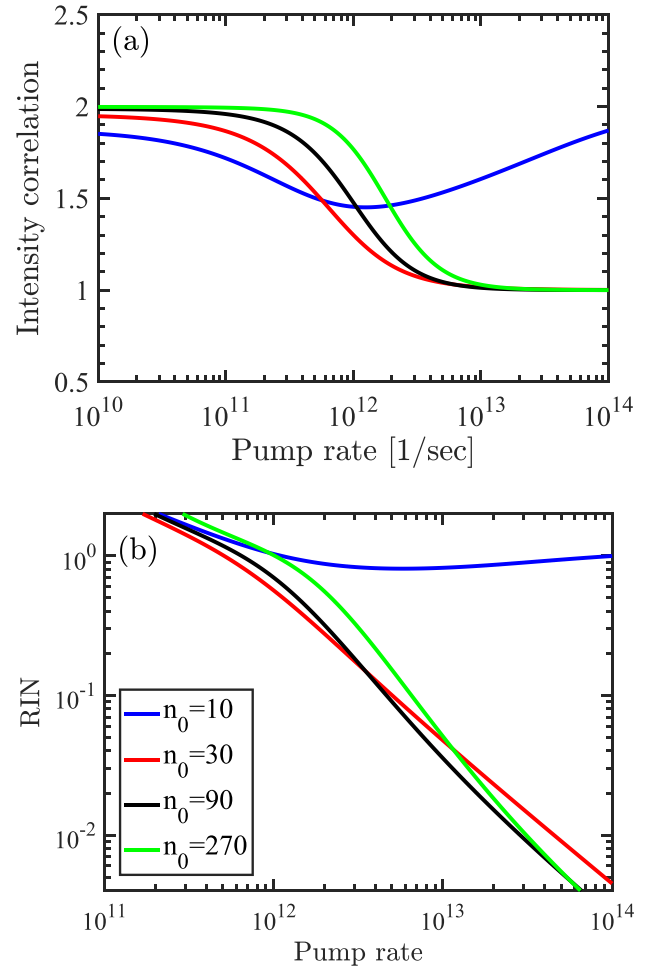 (a)
Intensity correlation
2.5
2
1.5
1
0.5
10^10 10^11 10^12 10^13 10^14
Pump rate [1/sec]
(b)
RIN
10^0
10^-1
10^-2
n_0=10
n_0=30
n_0=90
n_0=270
10^11 10^12 10^13 10^14
Pump rate